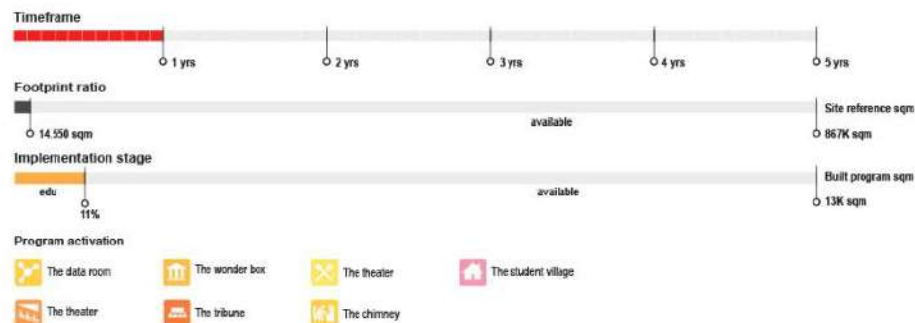 Timeframe
1 yrs
2 yrs
3 yrs
4 yrs
5 yrs
Footprint ratio
available
Site reference sqm
14.550 sqm
867K sqm
Implementation stage
Built program sqm
edu
available
11%
13K sqm
Program activation
The data room
The wonder box
The theater
The student village
The theater
The tribune
The chimney